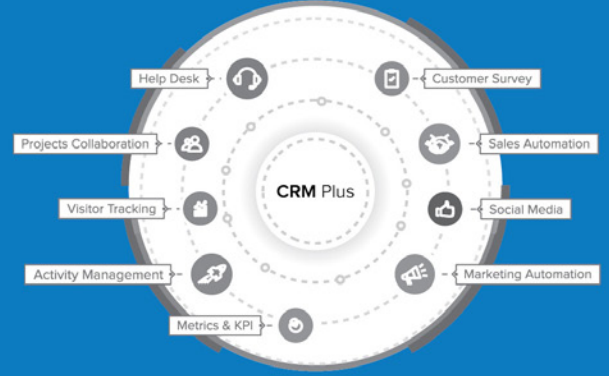 Help Desk
Customer Survey
Projects Collaboration
Sales Automation
CRM Plus
Visitor Tracking
Social Media
Activity Management
Marketing Automation
Metrics & KPI